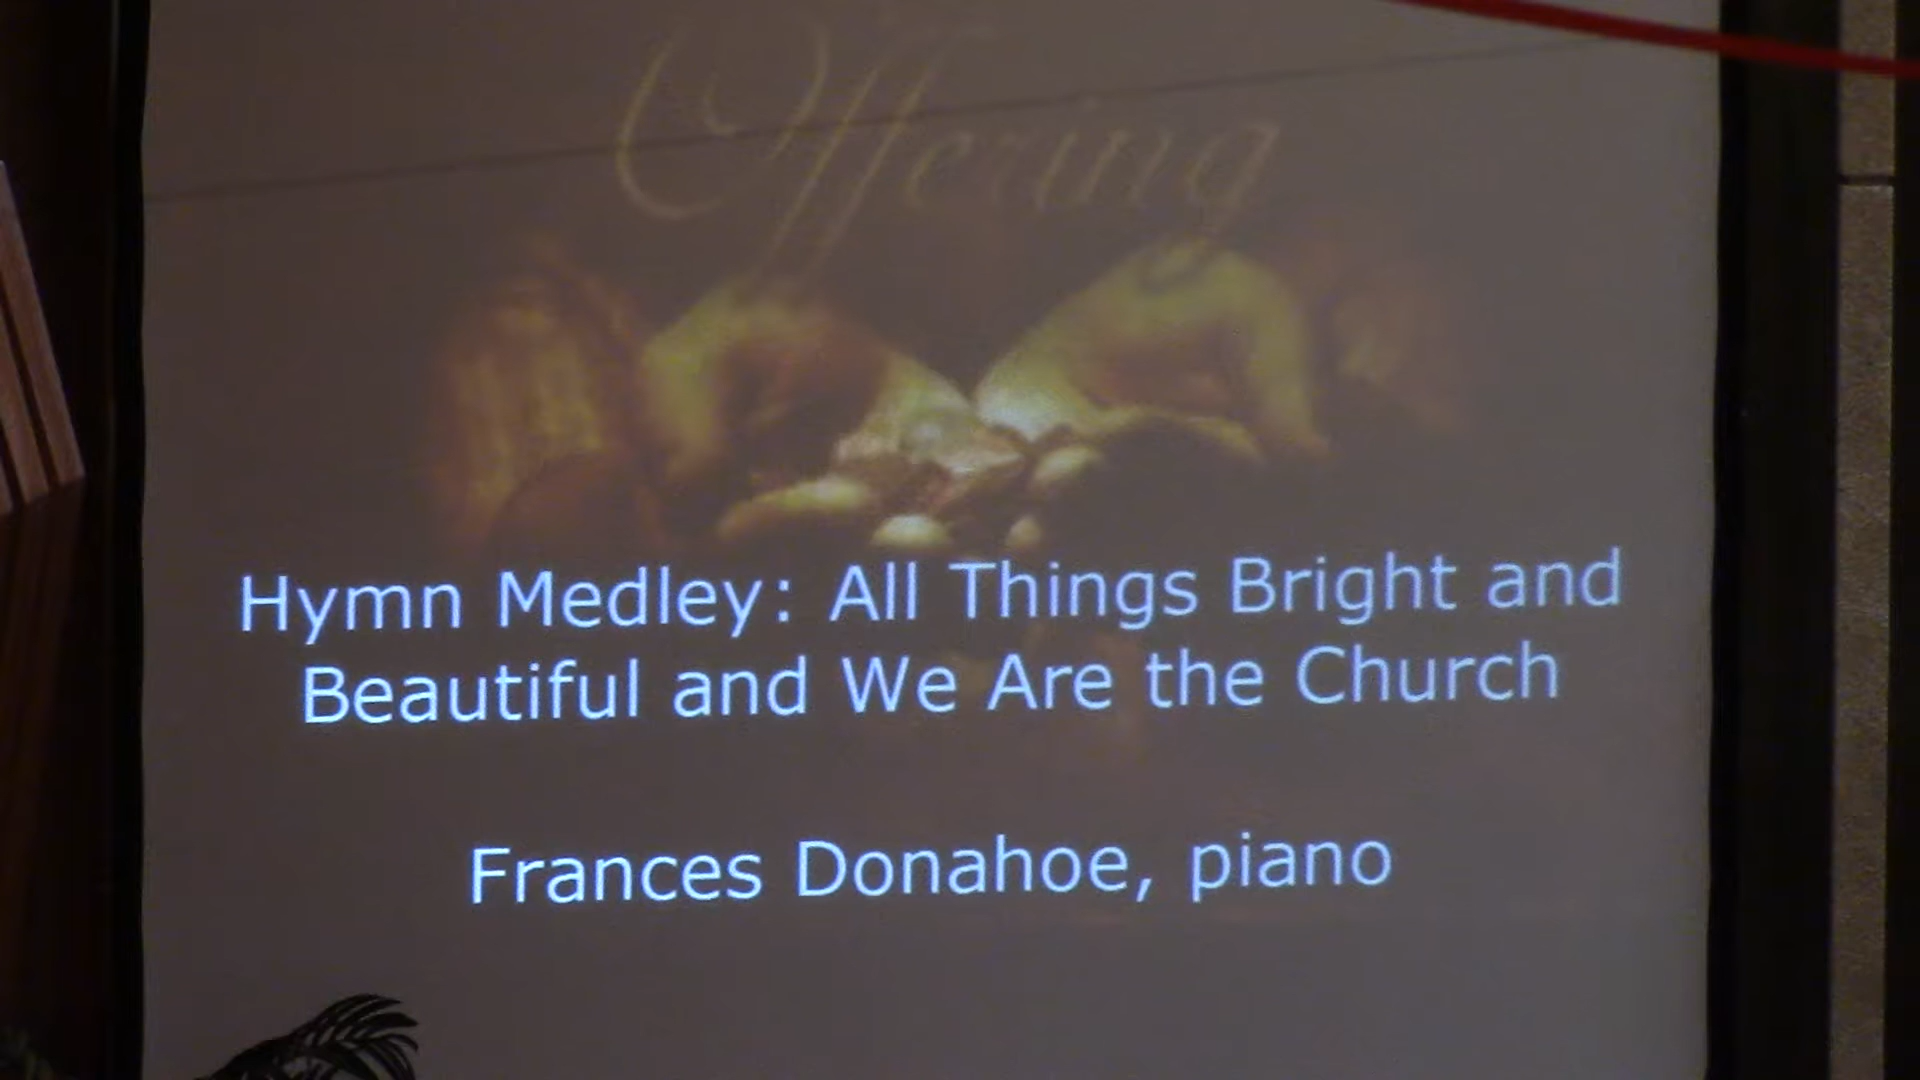 Offering
Hymn Medley: All Things Bright and
Beautiful and We Are the Church
Frances Donahoe, piano